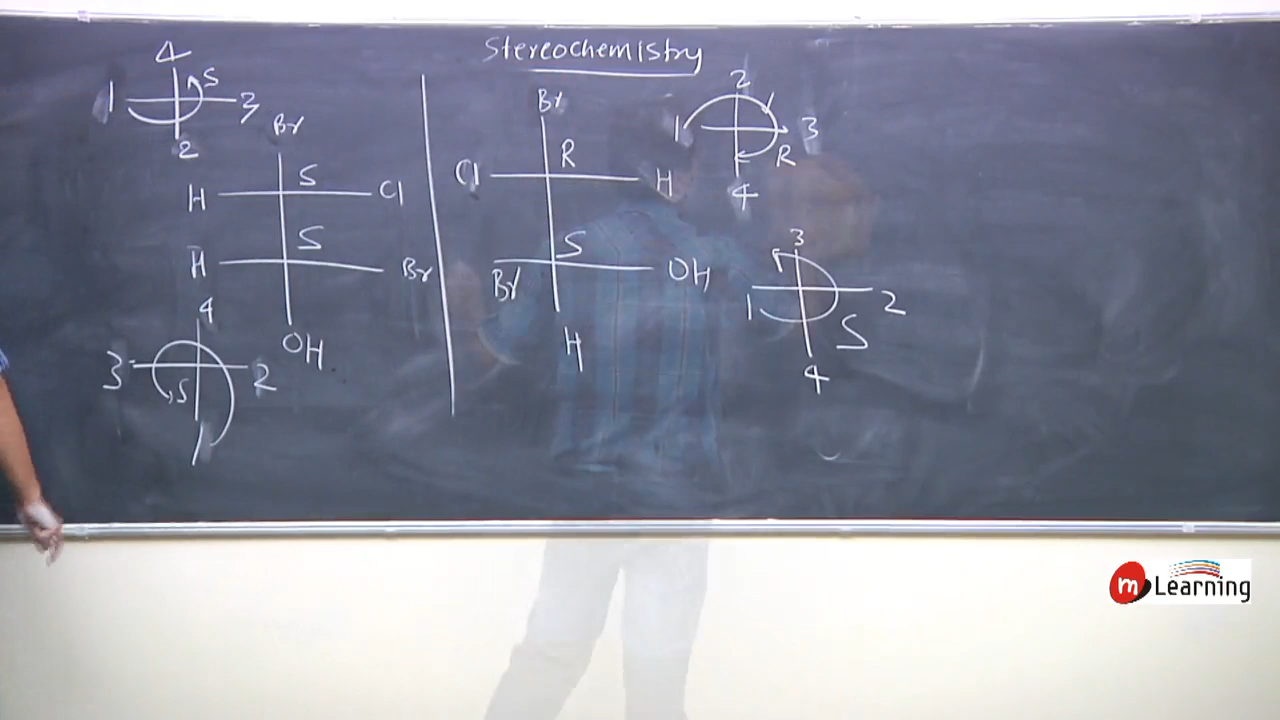 Stereochemistry
4
S
1 3
2
Br
S
H Cl
S
H Br
OH
4
3 2
S
1
Br
R
Cl H
S
Br OH
H
2
1 3
R
4
3
1 2
S
4
m Learning